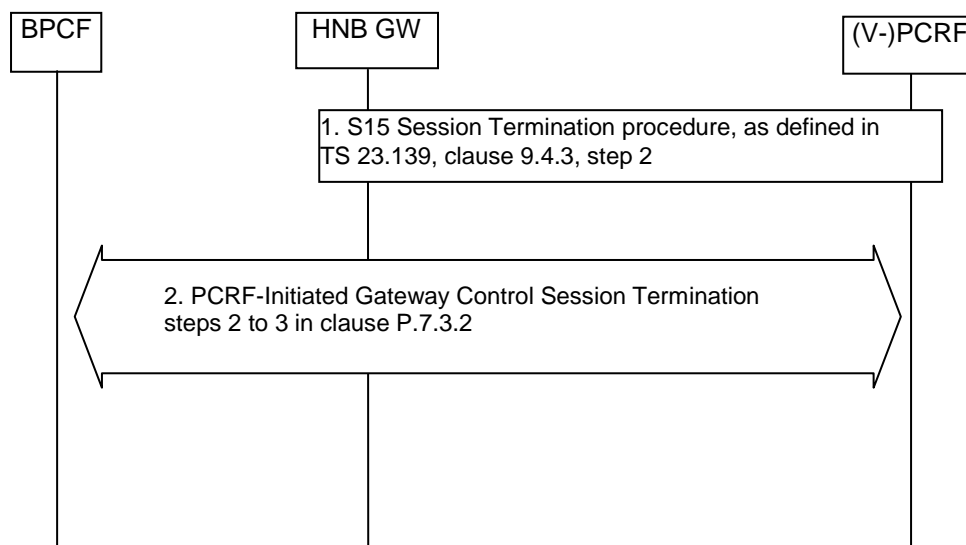 BPCF
HNB GW
(V-)PCRF
1. S15 Session Termination procedure, as defined in
TS 23.139, clause 9.4.3, step 2
2. PCRF-Initiated Gateway Control Session Termination
steps 2 to 3 in clause P.7.3.2